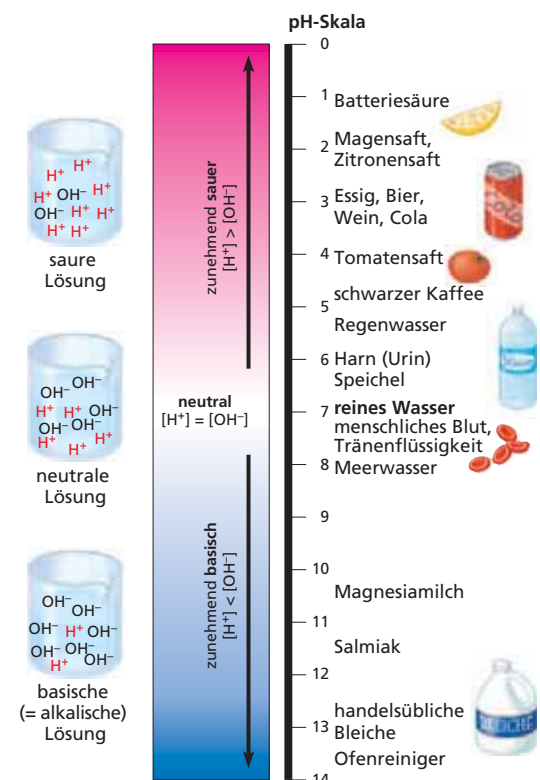 pH-Skala
H⁺ H⁺
H⁺ OH⁻ H⁺
OH⁻ H⁺ H⁺
H⁺ H⁺
saure
Lösung
OH⁻ OH⁻
H⁺ H⁺ OH⁻
OH⁻ OH⁻
H⁺ H⁺ H⁺
neutrale
Lösung
OH⁻ OH⁻
OH⁻ H⁺ OH⁻
OH⁻ OH⁻ OH⁻
H⁺
basische
(= alkalische)
Lösung
zunehmend sauer
[H⁺] > [OH⁻]
neutral
[H⁺] = [OH⁻]
zunehmend basisch
[H⁺] < [OH⁻]
0
1 Batteriesäure
2 Magensaft,
Zitronensaft
3 Essig, Bier,
Wein, Cola
Cola
4 Tomatensaft
schwarzer Kaffee
5
Regenwasser
6 Harn (Urin)
Speichel
7 reines Wasser
menschliches Blut,
Tränenflüssigkeit
8 Meerwasser
9
10
Magnesiamilch
11
Salmiak
12
handelsübliche
13 Bleiche
BLEICHE
Ofenreiniger
14